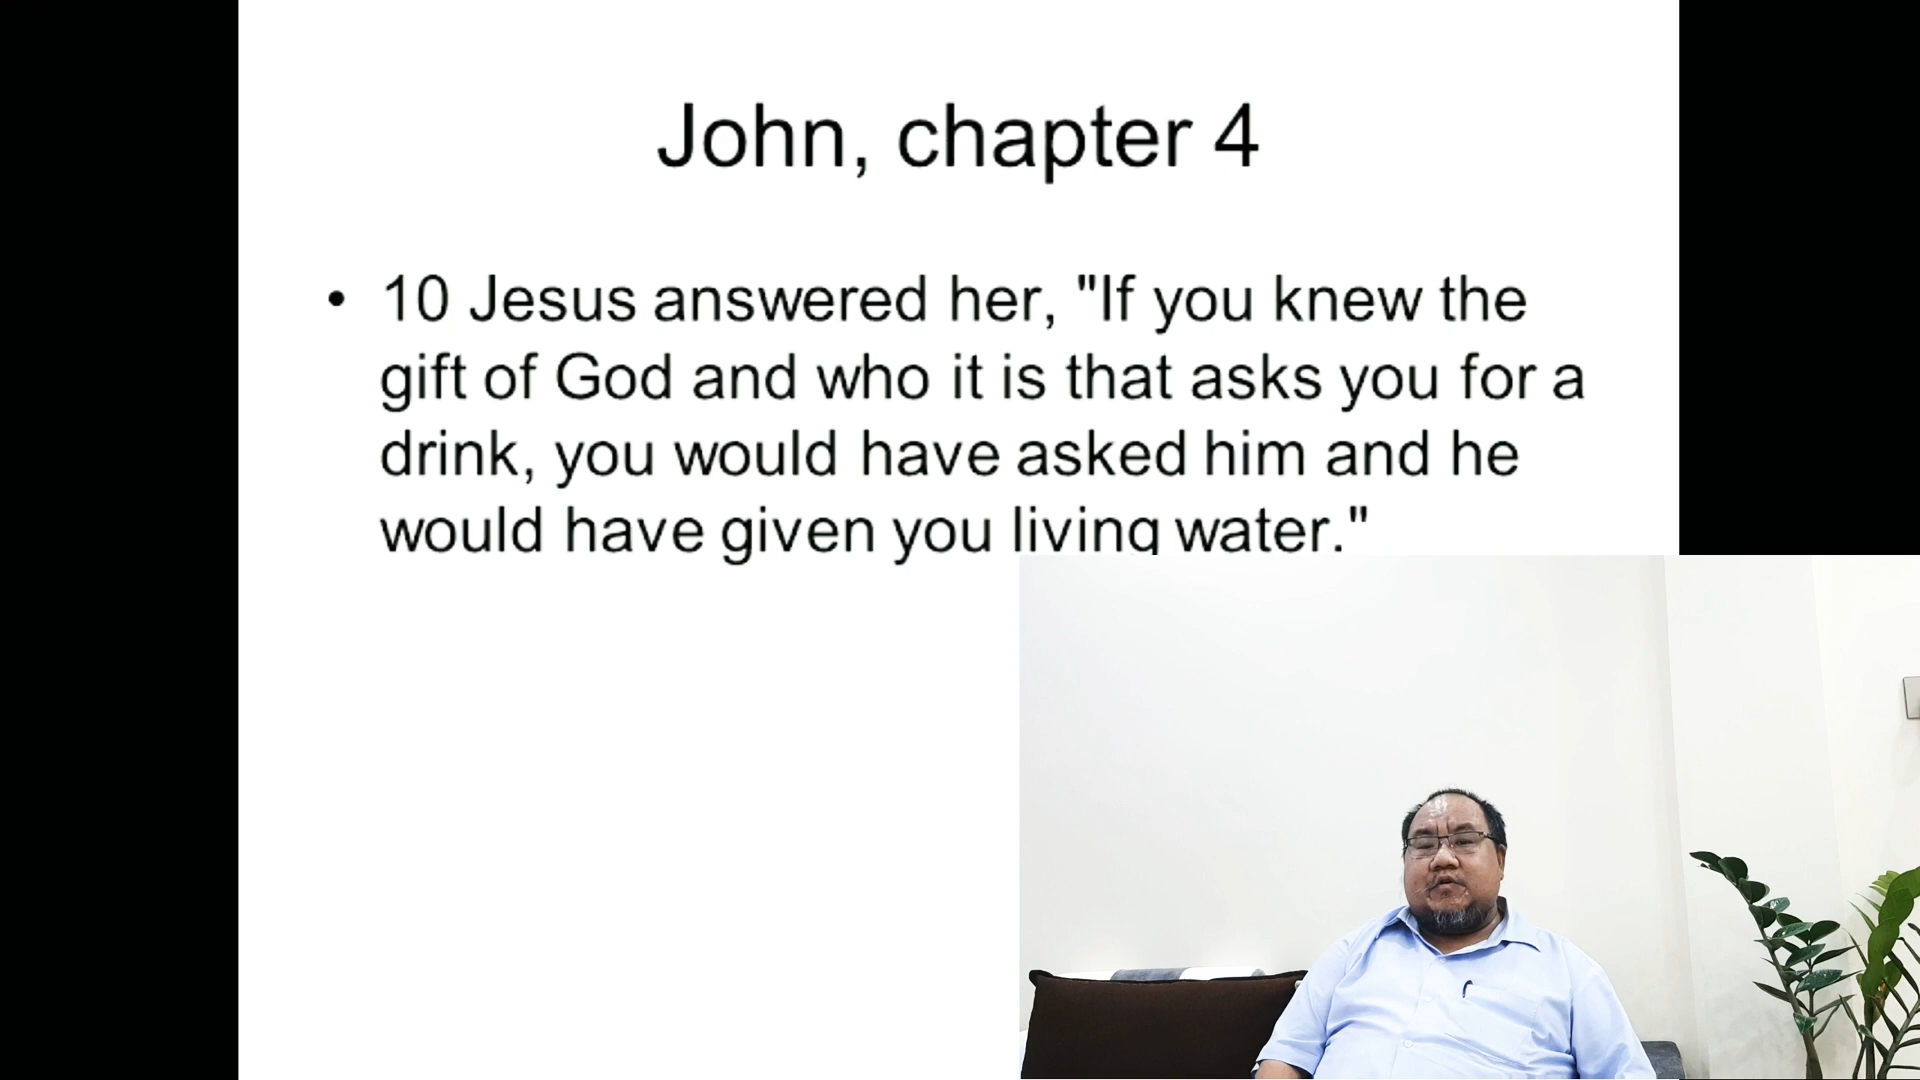 John, chapter 4
• 10 Jesus answered her, "If you knew the
gift of God and who it is that asks you for a
drink, you would have asked him and he
would have given you living water."